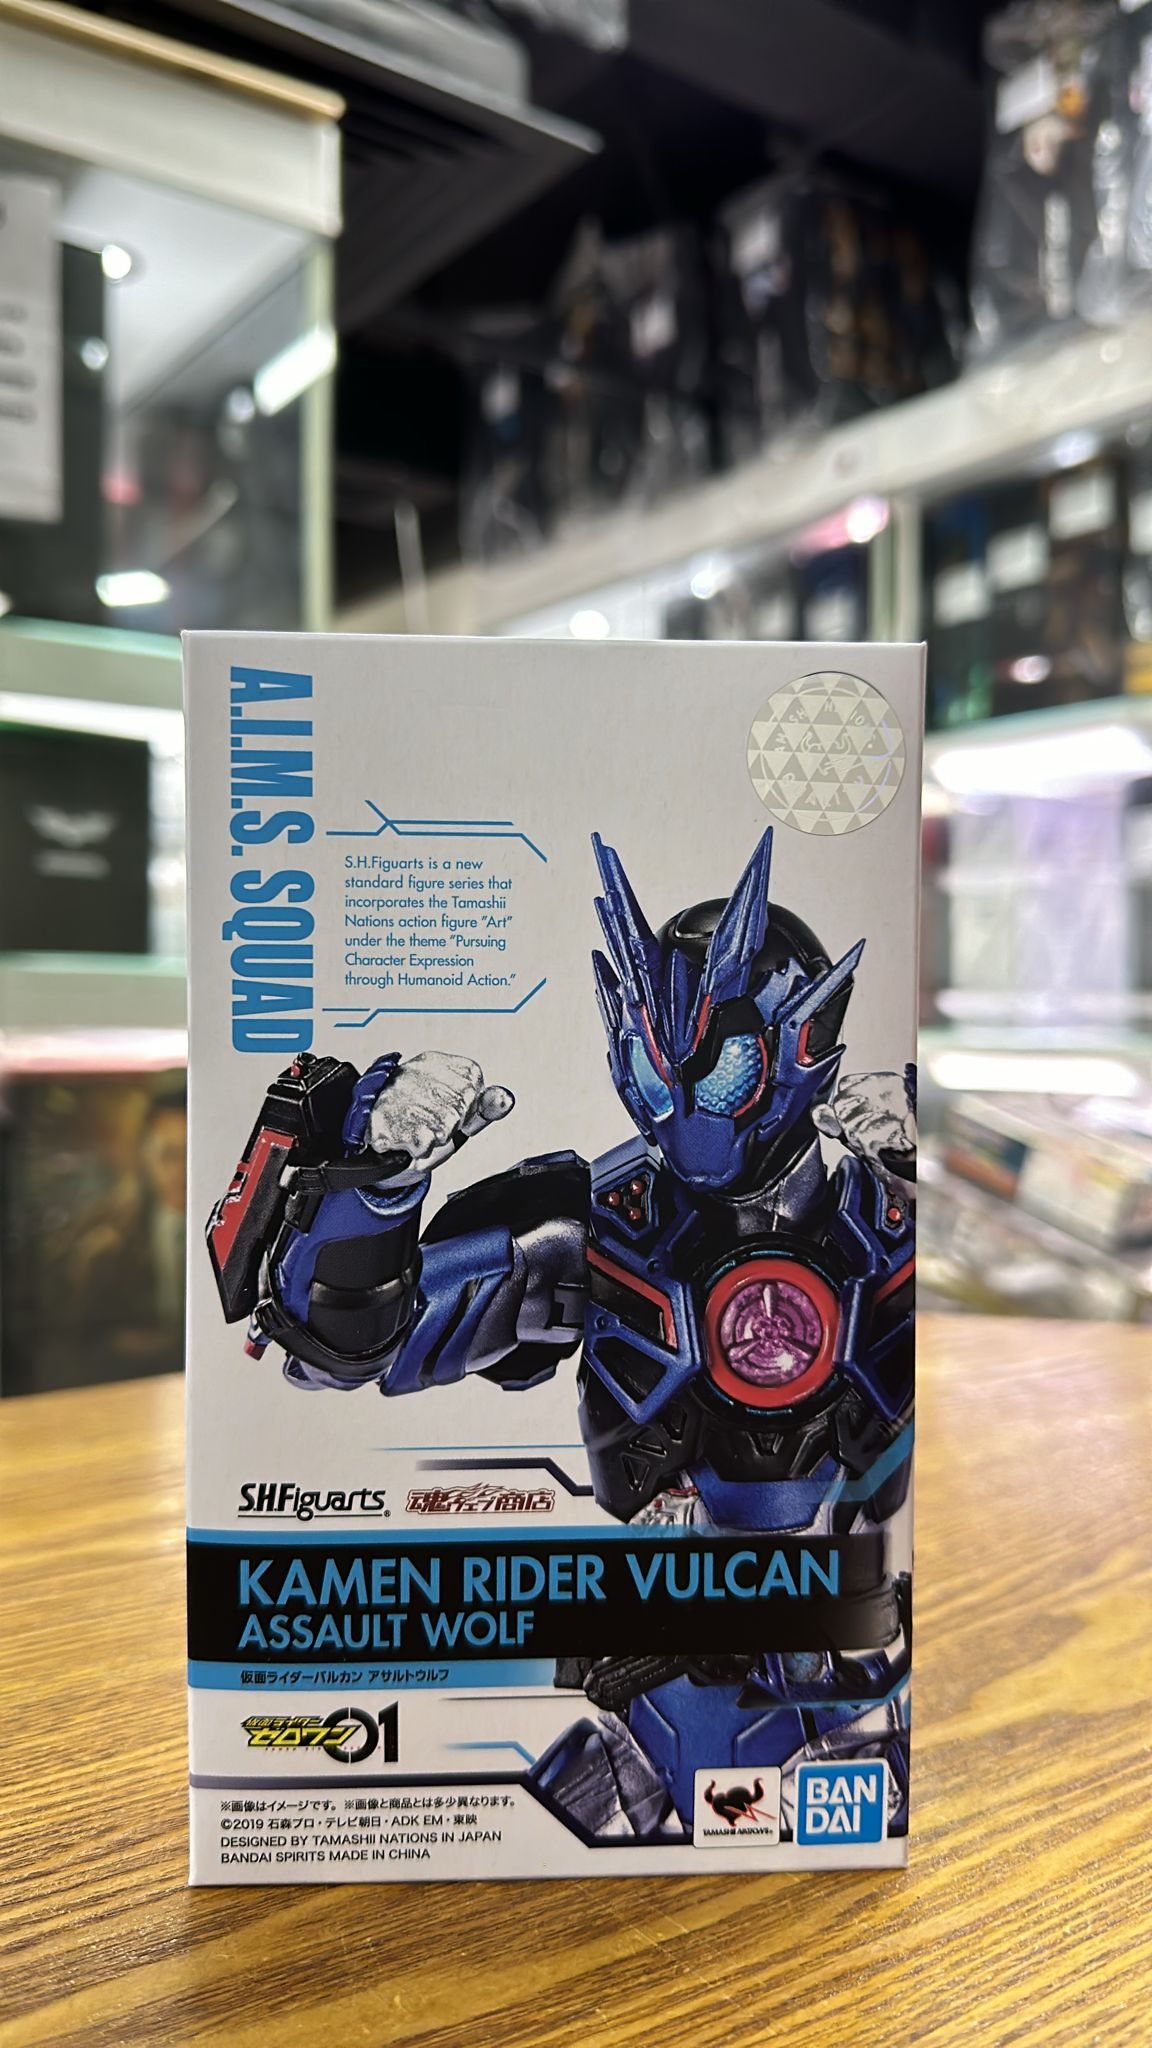 A.I.M.S. SQUAD
S.H.Figuarts is a new
standard figure series that
incorporates the Tamashii
Nations action figure "Art"
under the theme "Pursuing
Character Expression
through Humanoid Action."
S.H.Figuarts®
魂ウェブ商店
KAMEN RIDER VULCAN
ASSAULT WOLF
仮面ライダーバルカン アサルトウルフ
仮面ライダー
ゼロワン 01
※画像はイメージです。※画像と商品とは多少異なります。
©2019 石森プロ・テレビ朝日・ADK EM・東映
DESIGNED BY TAMASHII NATIONS IN JAPAN
BANDAI SPIRITS MADE IN CHINA
TAMASHII NATIONS
BAN
DAI